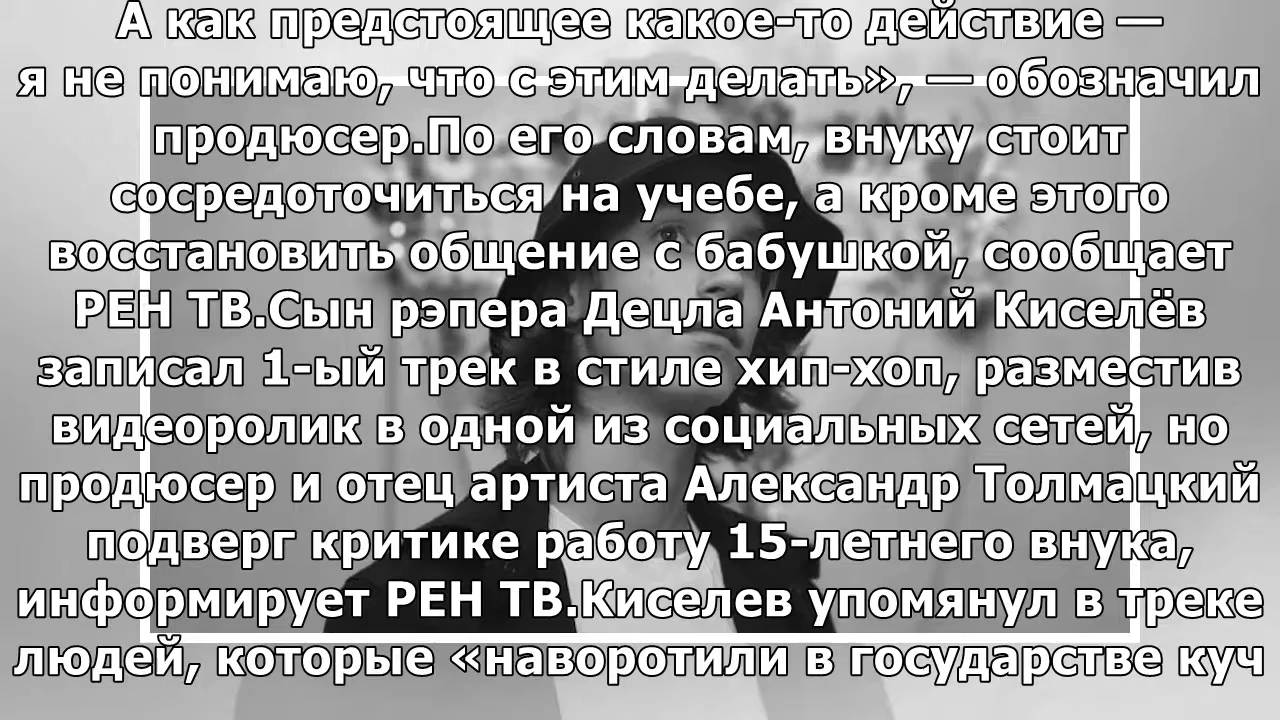 А как предстоящее какое-то действие —
я не понимаю, что с этим делать», — обозначил
продюсер.По его словам, внуку стоит
сосредоточиться на учебе, а кроме этого
восстановить общение с бабушкой, сообщает
РЕН ТВ.Сын рэпера Децла Антоний Киселёв
записал 1-ый трек в стиле хип-хоп, разместив
видеоролик в одной из социальных сетей, но
продюсер и отец артиста Александр Толмацкий
подверг критике работу 15-летнего внука,
информирует РЕН ТВ.Киселев упомянул в треке
людей, которые «наворотили в государстве куч